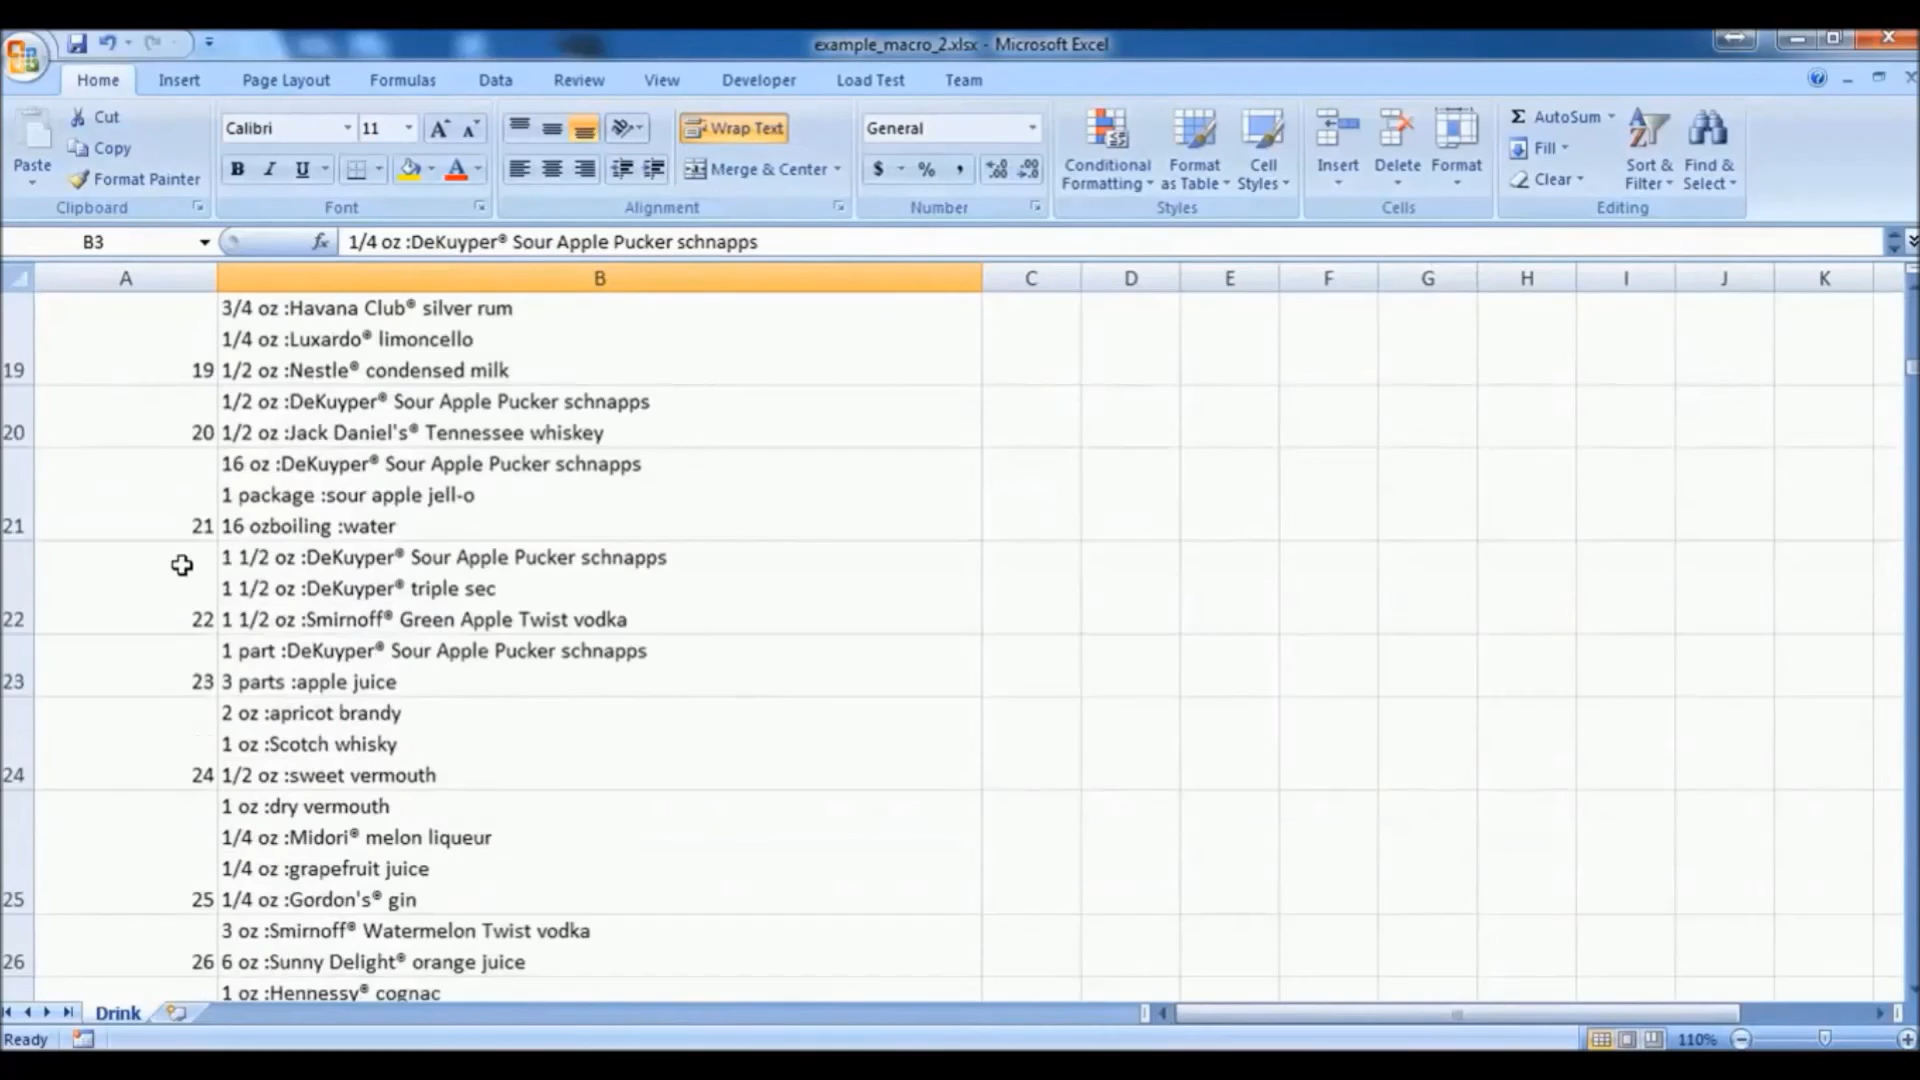 example_macro_2.xlsx - Microsoft Excel
Home Insert Page Layout Formulas Data Review View Developer Load Test Team
Paste
Cut
Copy
Format Painter
Clipboard
Calibri 11
B I U
Font
Wrap Text
Merge & Center
Alignment
General
$ % ,
Number
Conditional Formatting
Format as Table
Cell Styles
Styles
Insert
Delete
Format
Cells
Σ AutoSum
Fill
Clear
Sort & Filter
Find & Select
Editing
B3 fx 1/4 oz :DeKuyper® Sour Apple Pucker schnapps
A B C D E F G H I J K
3/4 oz :Havana Club® silver rum
1/4 oz :Luxardo® limoncello
19 19 1/2 oz :Nestle® condensed milk
1/2 oz :DeKuyper® Sour Apple Pucker schnapps
20 20 1/2 oz :Jack Daniel's® Tennessee whiskey
16 oz :DeKuyper® Sour Apple Pucker schnapps
1 package :sour apple jell-o
21 21 16 ozboiling :water
1 1/2 oz :DeKuyper® Sour Apple Pucker schnapps
1 1/2 oz :DeKuyper® triple sec
22 22 1 1/2 oz :Smirnoff® Green Apple Twist vodka
1 part :DeKuyper® Sour Apple Pucker schnapps
23 23 3 parts :apple juice
2 oz :apricot brandy
1 oz :Scotch whisky
24 24 1/2 oz :sweet vermouth
1 oz :dry vermouth
1/4 oz :Midori® melon liqueur
1/4 oz :grapefruit juice
25 25 1/4 oz :Gordon's® gin
3 oz :Smirnoff® Watermelon Twist vodka
26 26 6 oz :Sunny Delight® orange juice
1 oz :Hennessy® cognac
Drink
Ready 110%